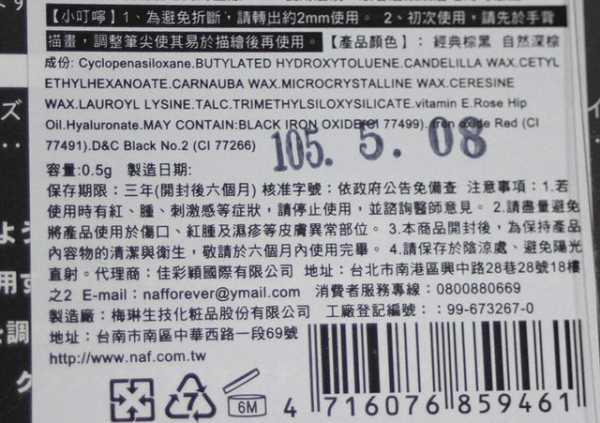 【小叮嚀】1、為避免折斷,請轉出約2mm使用。 2、初次使用,請先於手背
描畫,調整筆尖使其易於描繪後再使用。【產品顏色】: 經典棕黑 自然深棕
成份: Cyclopenasiloxane.BUTYLATED HYDROXYTOLUENE.CANDELILLA WAX.CETYL
ETHYLHEXANOATE.CARNAUBA WAX.MICROCRYSTALLINE WAX.CERESINE
WAX.LAUROYL LYSINE.TALC.TRIMETHYLSILOXYSILICATE.vitamin E.Rose Hip
Oil.Hyaluronate.MAY CONTAIN:BLACK IRON OXIDE(CI 77499).Iron oxide Red (CI
77491).D&C Black No.2 (CI 77266)
105. 5. 08
容量:0.5g 製造日期:
保存期限:三年(開封後六個月) 核准字號:依政府公告免備查 注意事項:1.若
使用時有紅、腫、刺激感等症狀,請停止使用,並諮詢醫師意見。2.請盡量避免
將產品使用於傷口、紅腫及濕疹等皮膚異常部位。3.本商品開封後,為保持產品
內容物的清潔與衛生,敬請於六個月內使用完畢。4.請保存於陰涼處、避免陽光
直射。代理商:佳彩穎國際有限公司 地址:台北市南港區興中路28巷28號18樓
之2 E-mail:nafforever@ymail.com 消費者服務專線:0800880669
製造廠:梅琳生技化粧品股份有限公司 工廠登記編號::99-673267-0
地址:台南市南區中華西路一段69號
http://www.naf.com.tw
7 6M 4 716076 859461
ズ
よう
用す
を調
ク